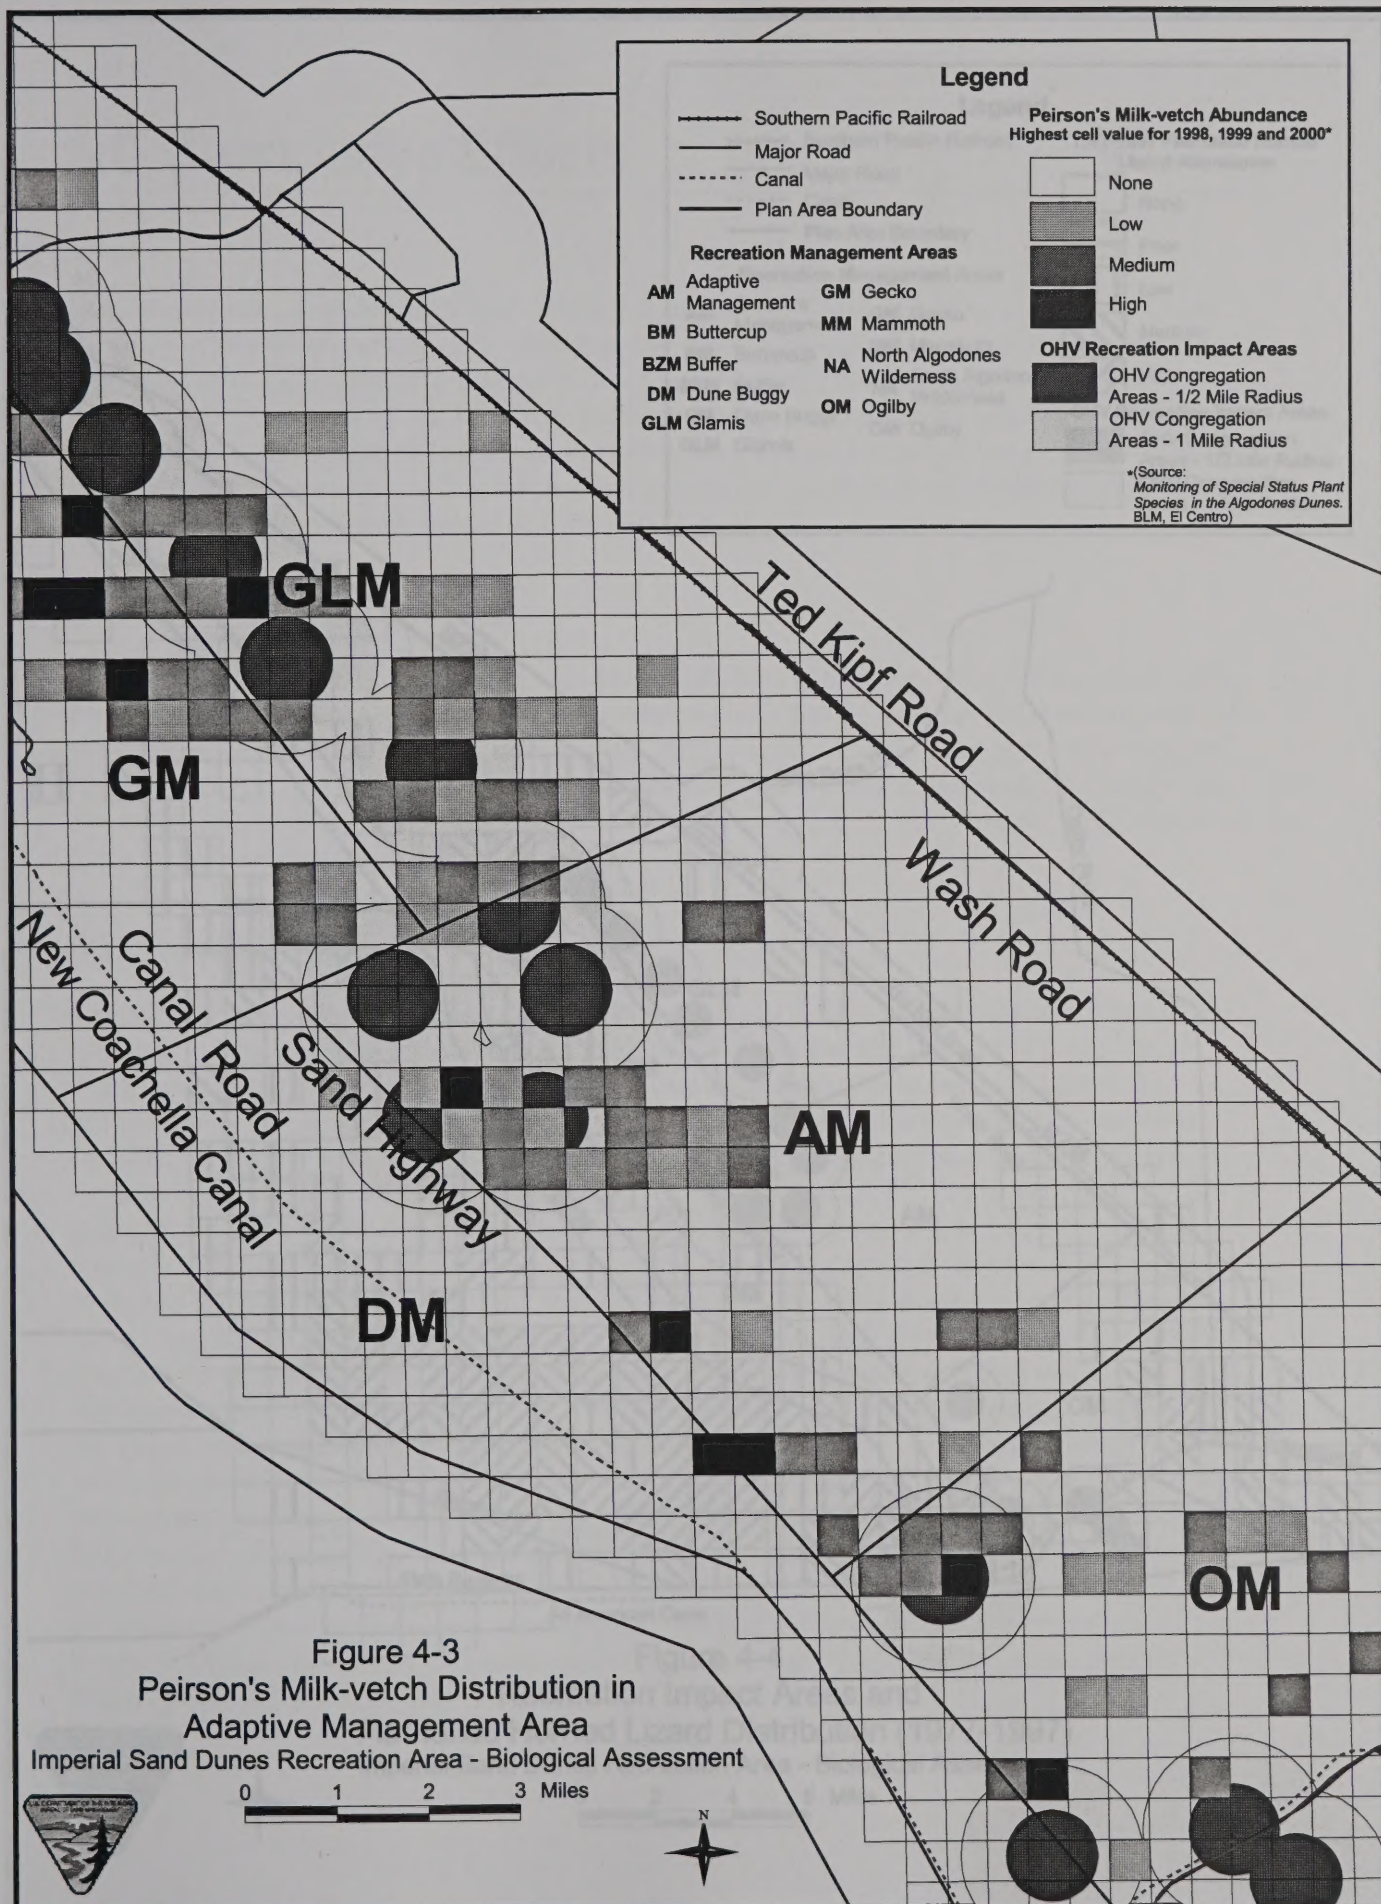 Legend
Southern Pacific Railroad
Major Road
Canal
Plan Area Boundary
Recreation Management Areas
AM Adaptive
Management
BM Buttercup
BZM Buffer
DM Dune Buggy
GLM Glamis
GM Gecko
MM Mammoth
NA North Algodones
Wilderness
OM Ogilby
Peirson's Milk-vetch Abundance
Highest cell value for 1998, 1999 and 2000*
None
Low
Medium
High
OHV Recreation Impact Areas
OHV Congregation
Areas - 1/2 Mile Radius
OHV Congregation
Areas - 1 Mile Radius
*(Source:
Monitoring of Special Status Plant
Species in the Algodones Dunes.
BLM, El Centro)
GLM
Ted Kipf Road
GM
Wash Road
Canal Road
New Coachella Canal
Sand Highway
AM
DM
OM
Figure 4-3
Peirson's Milk-vetch Distribution in
Adaptive Management Area
Imperial Sand Dunes Recreation Area - Biological Assessment
0 1 2 3 Miles
N